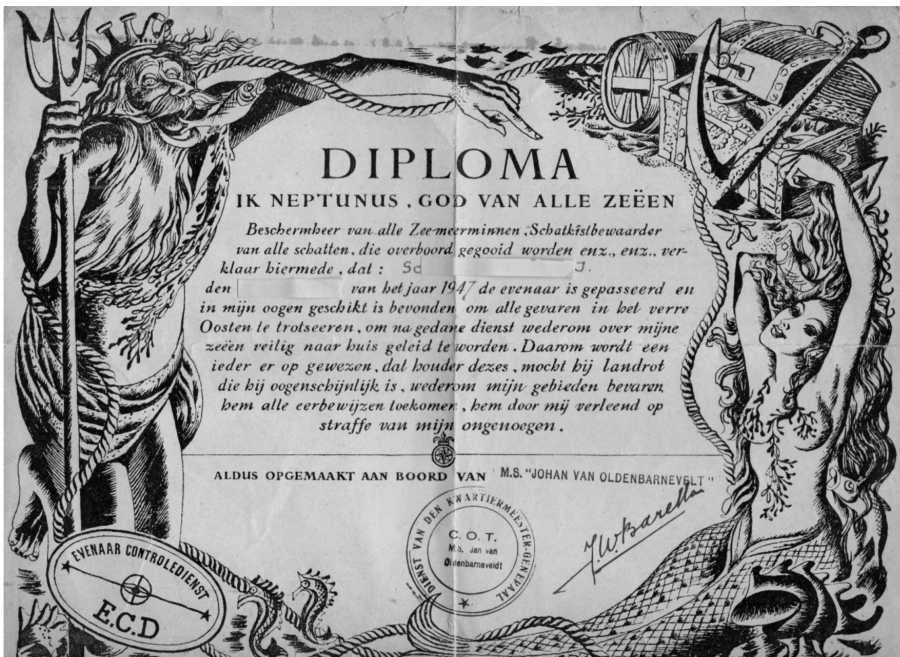 DIPLOMA
IK NEPTUNUS, GOD VAN ALLE ZEËEN
Beschermheer van alle Zeemeerminnen, Schatkistbewaarder
van alle schatten, die overboord gegooid worden enz., enz., ver-
klaar hiermede, dat : Sc J.
den van het jaar 1947 de evenaar is gepasseerd en
in mijn oogen geschikt is bevonden om alle gevaren in het verre
Oosten te trotseeren, om na gedane dienst wederom over mijne
zeeën veilig naar huis geleid te worden. Daarom wordt een
ieder er op gewezen, dat houder dezes, mocht hij landrot
die hij oogenschijnlijk is, wederom mijn gebieden bevaren
hem alle eerbewijzen toekomen, hem door mij verleend op
straffe van mijn ongenoegen.
ALDUS OPGEMAAKT AAN BOORD VAN M.S. "JOHAN VAN OLDENBARNEVELT"
DIENST VAN DEN KWARTIERMEESTER-GENERAAL
C. O. T.
M.S. Jan van
Oldenbarneveldt
J.W. Barella
EVENAAR CONTROLEDIENST
E.C.D